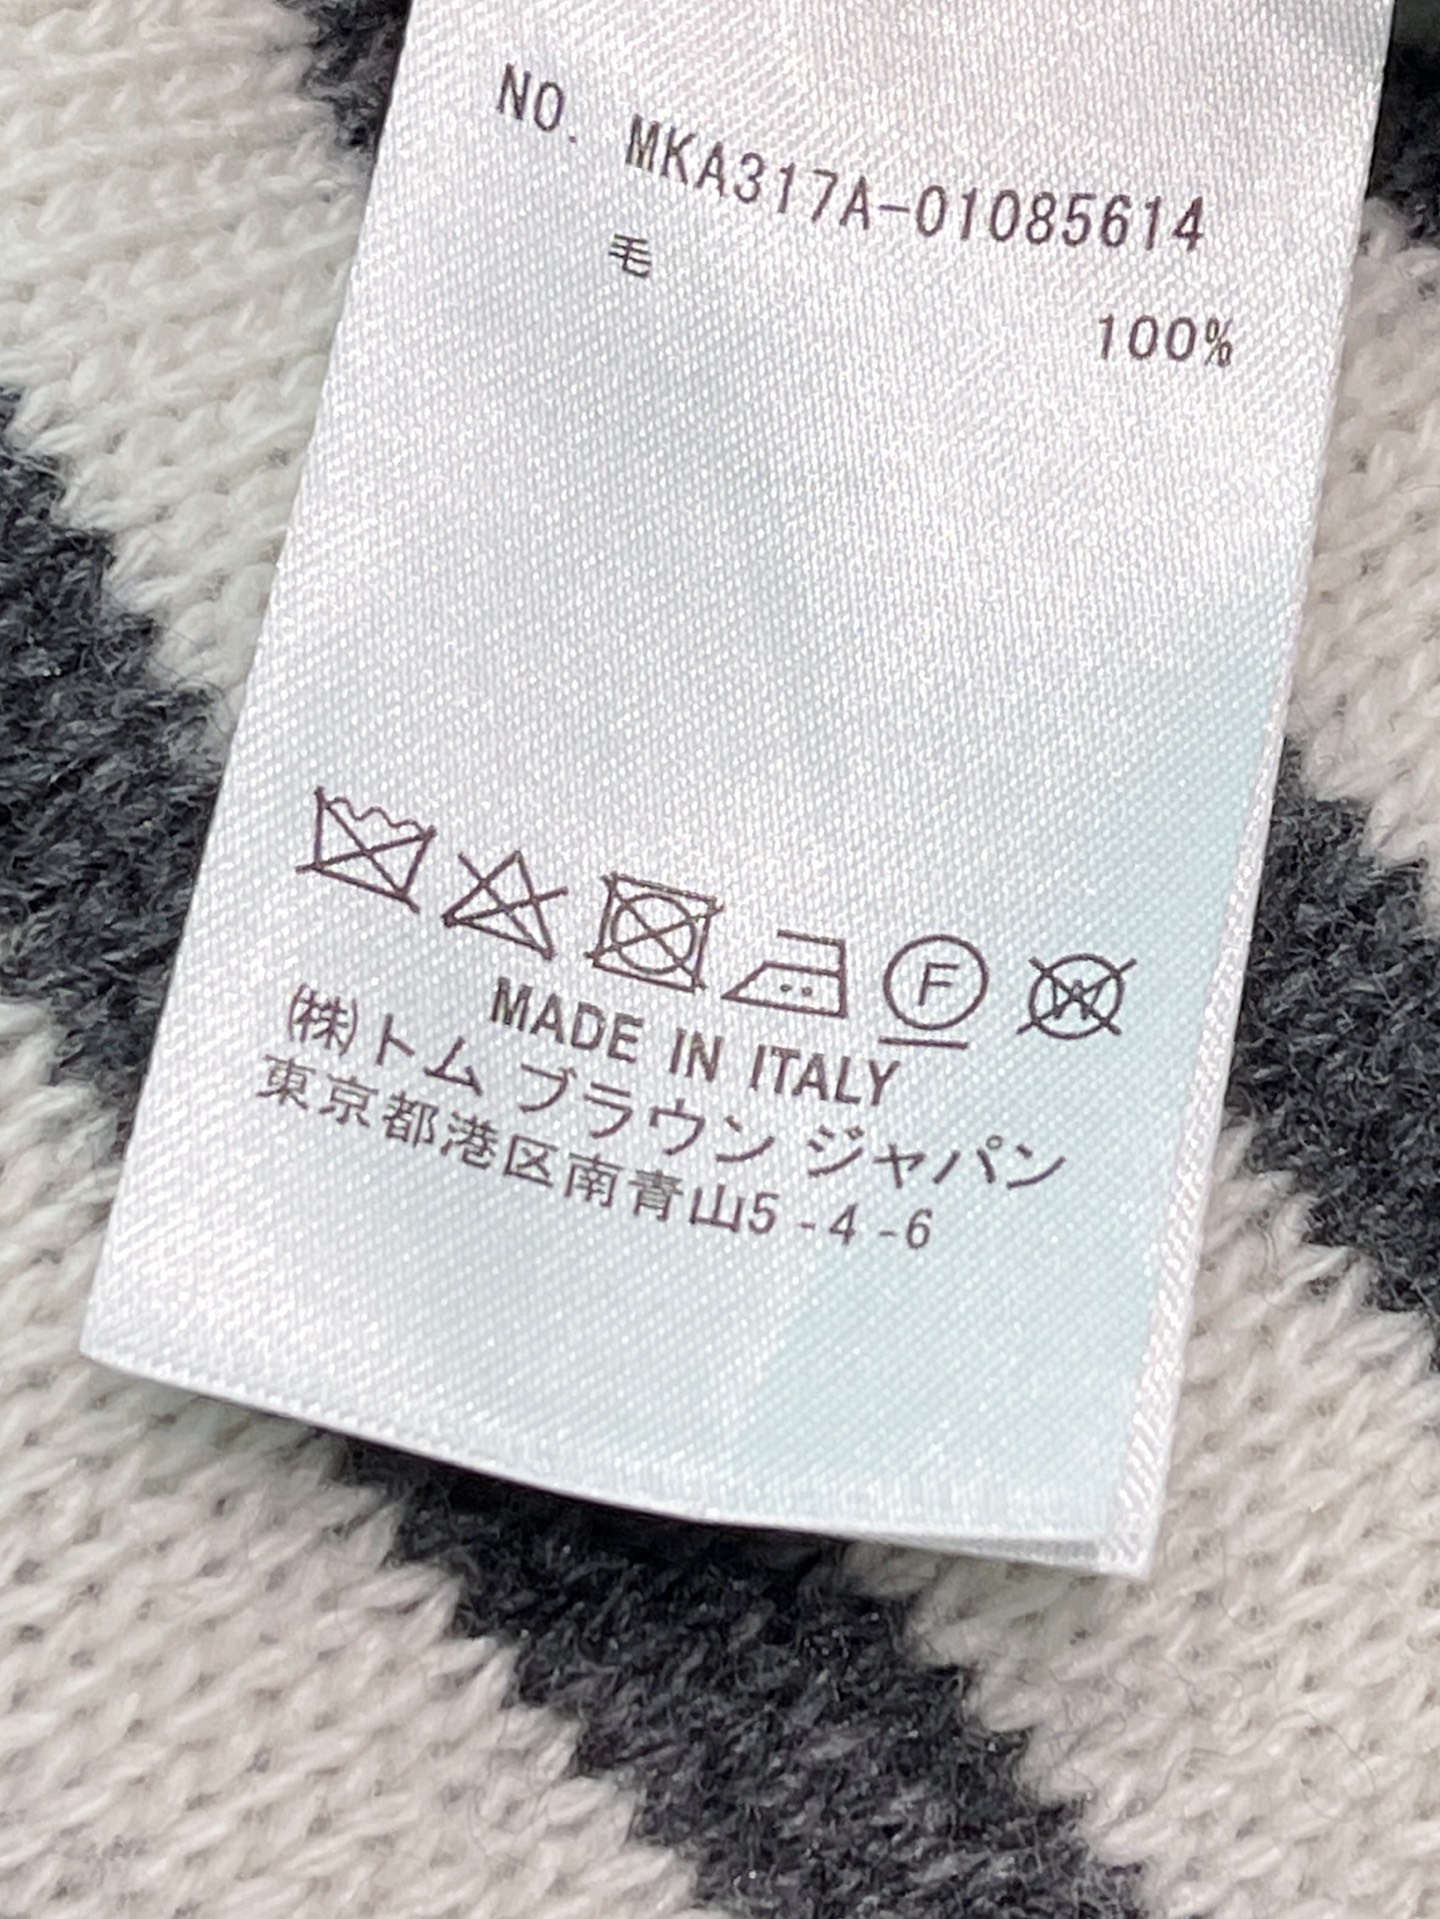 NO. MKA317A-01085614
毛 100%
F W
MADE IN ITALY
㈱トム ブラウン ジャパン
東京都港区南青山5-4-6